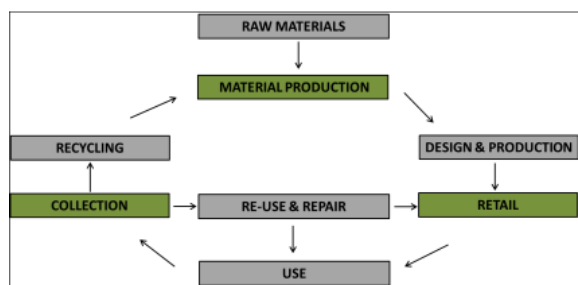 RAW MATERIALS
MATERIAL PRODUCTION
RECYCLING
DESIGN & PRODUCTION
COLLECTION
RE-USE & REPAIR
RETAIL
USE